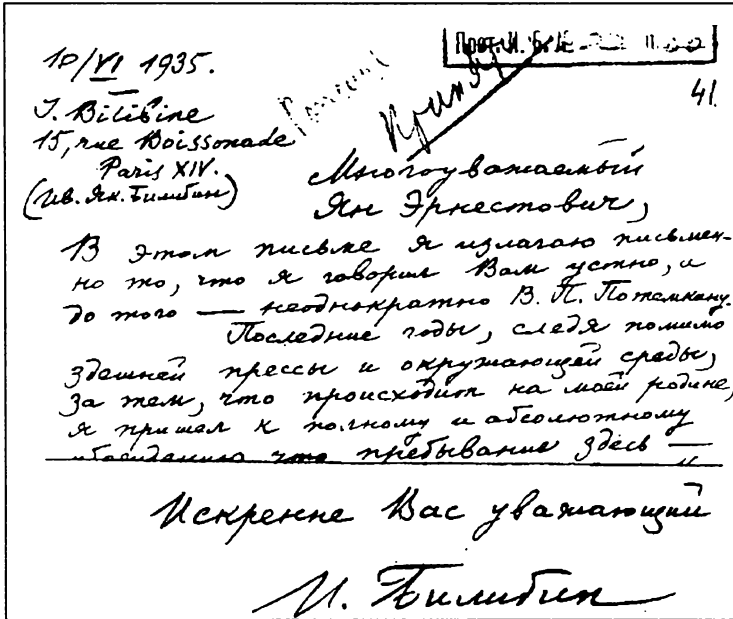 10/VI 1935.
J. Bilibine
15, rue Boissonade
Paris XIV.
(Ив. Як. Билибин)
41.
Многоуважаемый
Ян Эрнестович,
В этом письме я излагаю письмен-
но то, что я говорил Вам устно, и
до того — неоднократно В. П. Потемкину.
Последние годы, следя помимо
здешней прессы и окружающей среды,
за тем, что происходит на моей родине,
я пришел к полному и абсолютному
убеждению что пребывание здесь —
Искренне Вас уважающий
И. Билибин